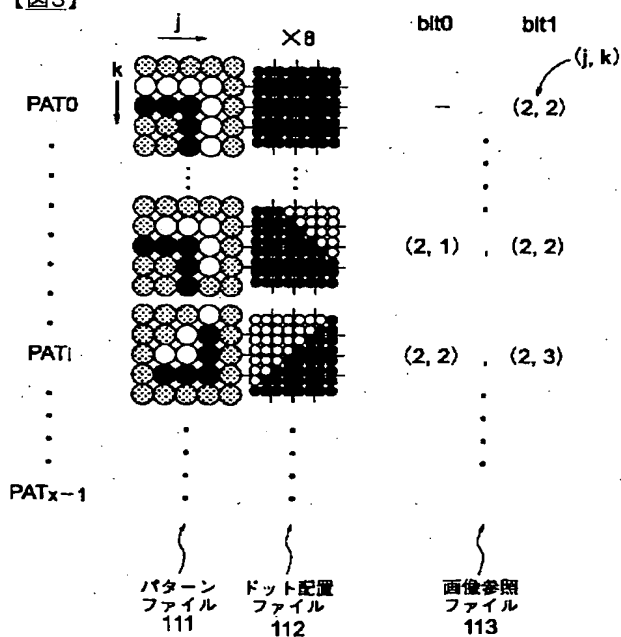 【図3】
j
×8
bit0
bit1
k
(j, k)
PAT0
−
(2, 2)
(2, 1)
(2, 2)
PATi
(2, 2)
(2, 3)
PATx−1
パターン
ファイル
111
ドット配置
ファイル
112
画像参照
ファイル
113